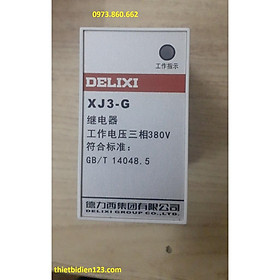 0973.860.662
工作指示
DELIXI
XJ3-G
继电器
工作电压三相380V
符合标准:
GB/T 14048.5
德力西集团有限公司
DELIXI GROUP CO.,LTD.
thietbidien123.com